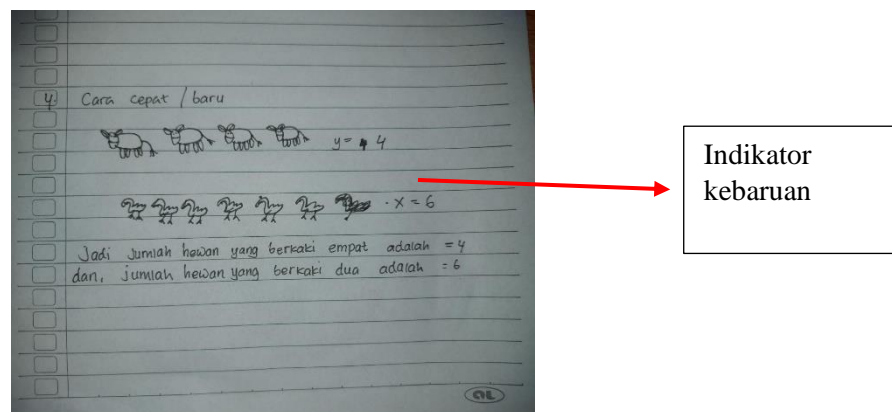 4. Cara cepat / baru
y = 4
x = 6
Jadi jumlah hewan yang berkaki empat adalah = 4
dan, jumlah hewan yang berkaki dua adalah = 6
OL
Indikator
kebaruan